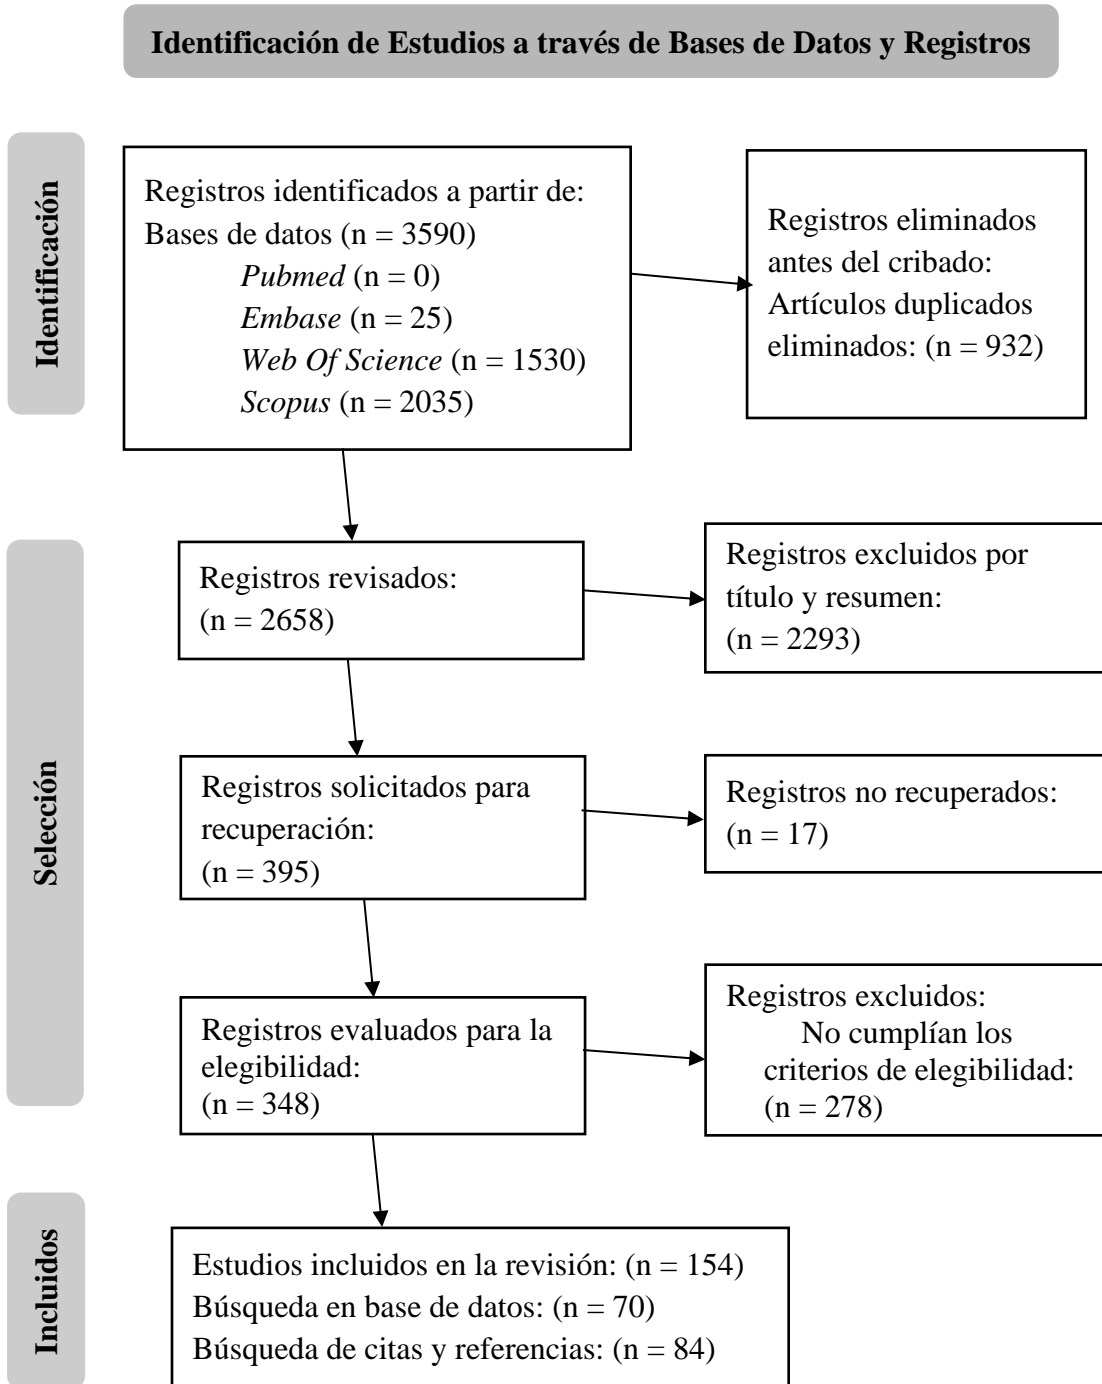 Identificación de Estudios a través de Bases de Datos y Registros
Identificación
Registros identificados a partir de:
Bases de datos (n = 3590)
Pubmed (n = 0)
Embase (n = 25)
Web Of Science (n = 1530)
Scopus (n = 2035)
Registros eliminados
antes del cribado:
Artículos duplicados
eliminados: (n = 932)
Selección
Registros revisados:
(n = 2658)
Registros excluidos por
título y resumen:
(n = 2293)
Registros solicitados para
recuperación:
(n = 395)
Registros no recuperados:
(n = 17)
Registros evaluados para la
elegibilidad:
(n = 348)
Registros excluidos:
No cumplían los
criterios de elegibilidad:
(n = 278)
Incluidos
Estudios incluidos en la revisión: (n = 154)
Búsqueda en base de datos: (n = 70)
Búsqueda de citas y referencias: (n = 84)